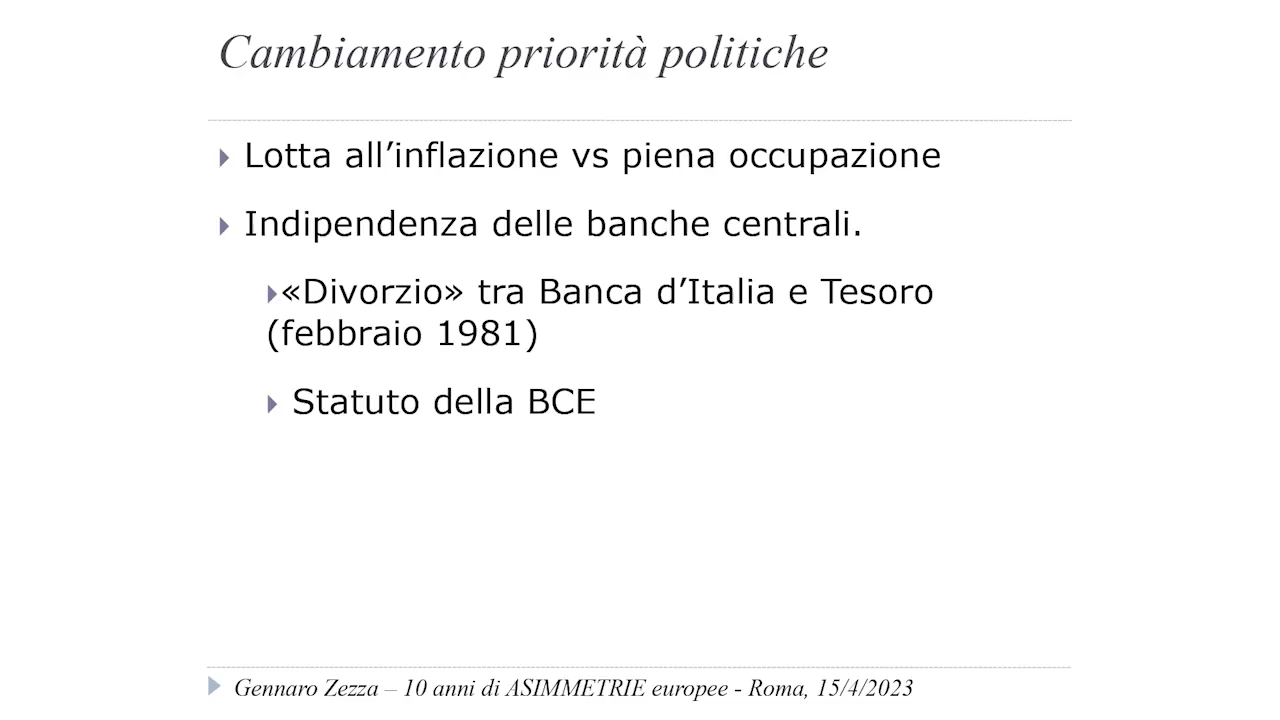 Cambiamento priorità politiche
Lotta all’inflazione vs piena occupazione
Indipendenza delle banche centrali.
«Divorzio» tra Banca d’Italia e Tesoro
(febbraio 1981)
Statuto della BCE
Gennaro Zezza – 10 anni di ASIMMETRIE europee - Roma, 15/4/2023